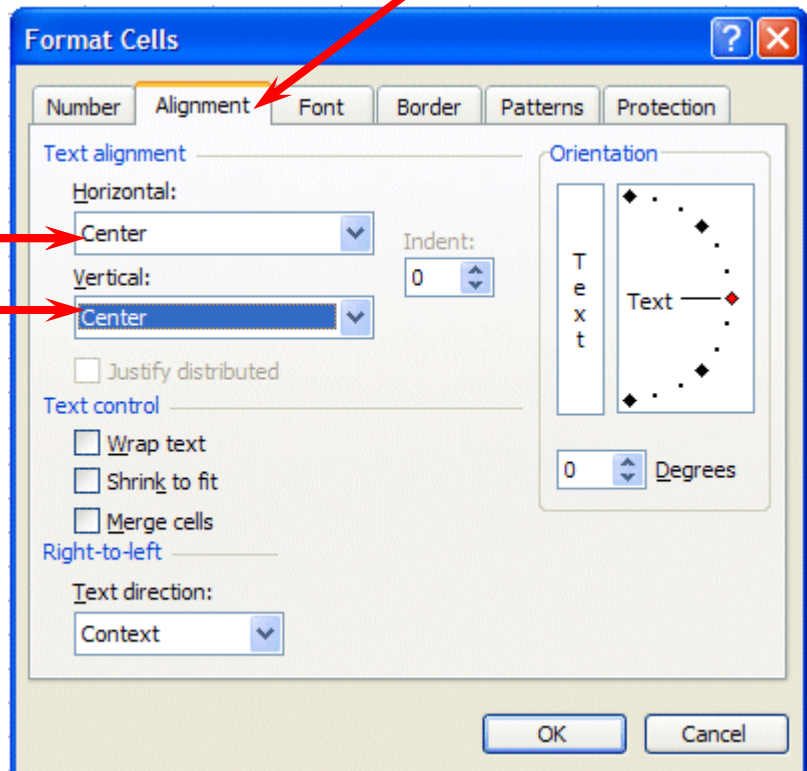 Format Cells
Number Alignment Font Border Patterns Protection
Text alignment
Horizontal:
Center
Indent:
0
Vertical:
Center
Justify distributed
Text control
Wrap text
Shrink to fit
Merge cells
Right-to-left
Text direction:
Context
Orientation
Text
Text
0 Degrees
OK Cancel